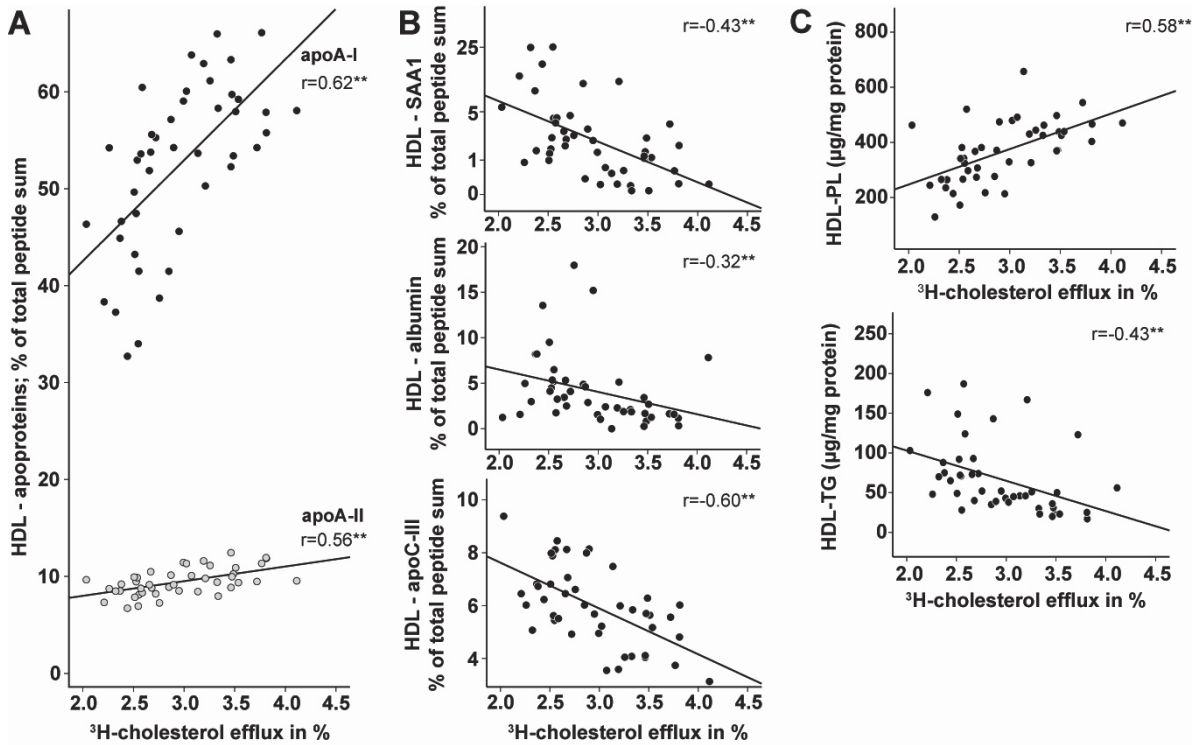 A
HDL - apoproteins; % of total peptide sum
60
50
40
30
20
10
0
apoA-I
r=0.62**
apoA-II
r=0.56**
2.0 2.5 3.0 3.5 4.0 4.5
³H-cholesterol efflux in %
B
HDL - SAA1
% of total peptide sum
25
5
1
0
r=-0.43**
2.0 2.5 3.0 3.5 4.0 4.5
HDL - albumin
% of total peptide sum
20
15
10
5
0
r=-0.32**
2.0 2.5 3.0 3.5 4.0 4.5
HDL - apoC-III
% of total peptide sum
10
8
6
4
r=-0.60**
2.0 2.5 3.0 3.5 4.0 4.5
³H-cholesterol efflux in %
C
HDL-PL (µg/mg protein)
800
600
400
200
r=0.58**
2.0 2.5 3.0 3.5 4.0 4.5
³H-cholesterol efflux in %
HDL-TG (µg/mg protein)
250
200
150
100
50
0
r=-0.43**
2.0 2.5 3.0 3.5 4.0 4.5
³H-cholesterol efflux in %